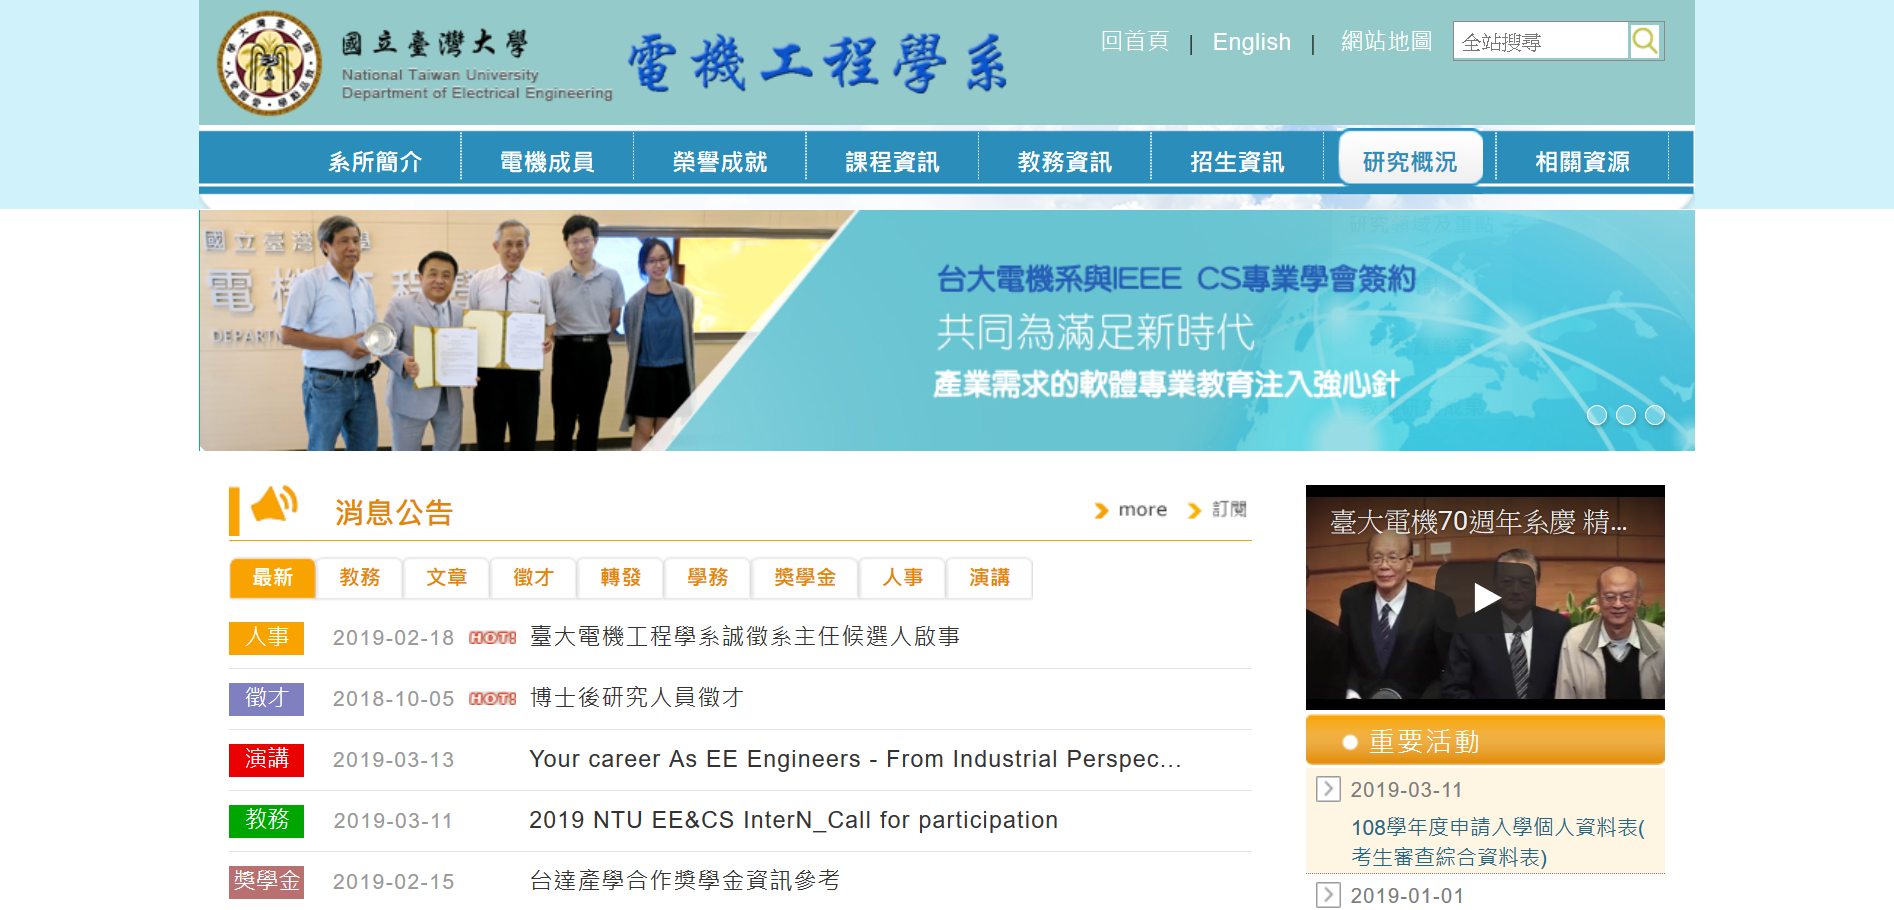 國立臺灣大學
National Taiwan University
Department of Electrical Engineering
電機工程學系
回首頁 | English | 網站地圖
全站搜尋
系所簡介 電機成員 榮譽成就 課程資訊 教務資訊 招生資訊 研究概況 相關資源
國立臺灣 學
電機 程
DEPARTM
台大電機系與IEEE CS專業學會簽約
共同為滿足新時代
產業需求的軟體專業教育注入強心針
消息公告
more 訂閱
最新 教務 文章 徵才 轉發 學務 獎學金 人事 演講
人事 2019-02-18 HOT! 臺大電機工程學系誠徵系主任候選人啟事
徵才 2018-10-05 HOT! 博士後研究人員徵才
演講 2019-03-13 Your career As EE Engineers - From Industrial Perspec...
教務 2019-03-11 2019 NTU EE&CS InterN_Call for participation
獎學金 2019-02-15 台達產學合作獎學金資訊參考
臺大電機70週年系慶 精...
重要活動
2019-03-11
108學年度申請入學個人資料表(
考生審查綜合資料表)
2019-01-01